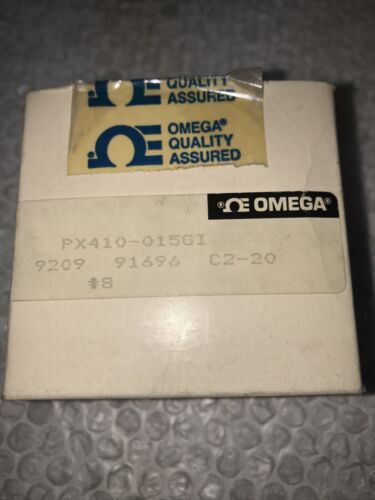 QUALITY
ASSURED
OMEGA®
QUALITY
ASSURED
OMEGA®
PX410-015GI
9209 91696 C2-20
#8